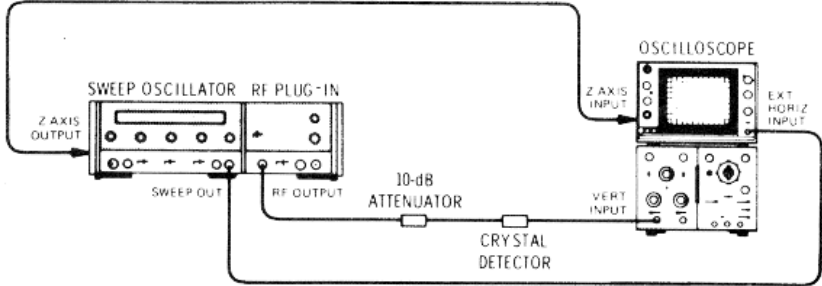 OSCILLOSCOPE
SWEEP OSCILLATOR RF PLUG-IN
Z AXIS
OUTPUT
Z AXIS
INPUT
EXT
HORIZ
INPUT
SWEEP OUT
RF OUTPUT
10-dB
ATTENUATOR
VERT
INPUT
CRYSTAL
DETECTOR